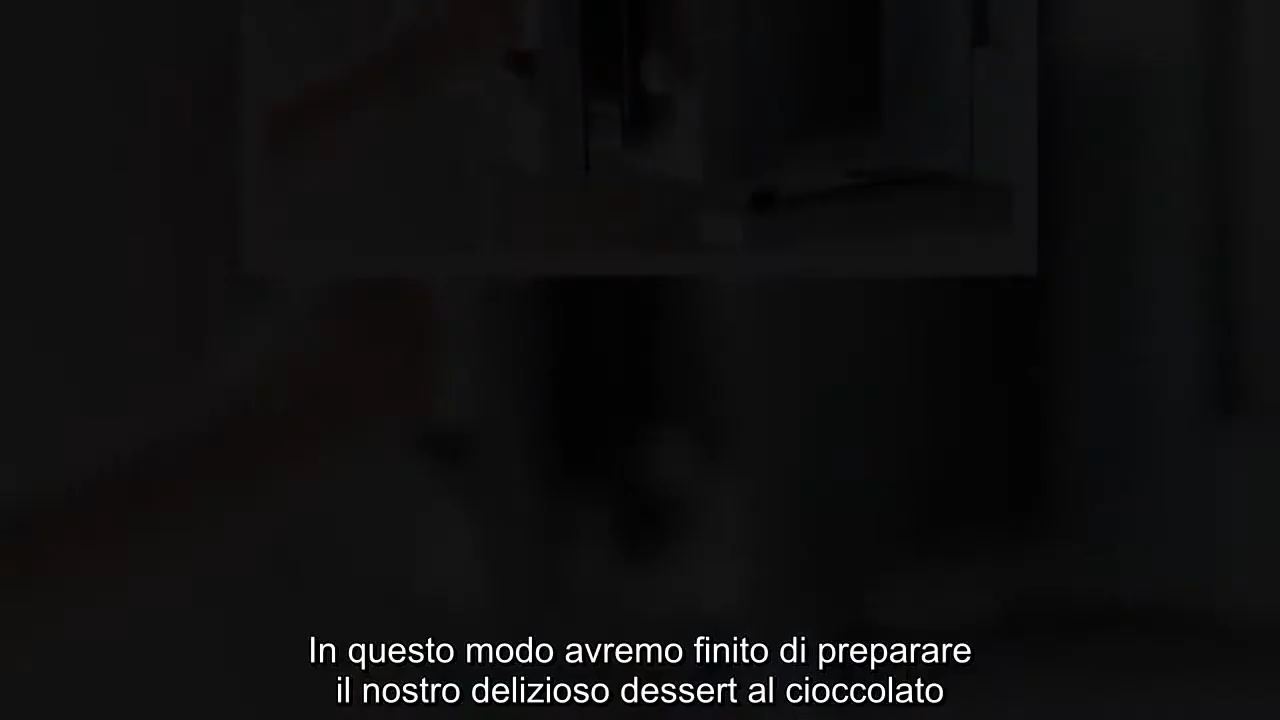 In questo modo avremo finito di preparare
il nostro delizioso dessert al cioccolato